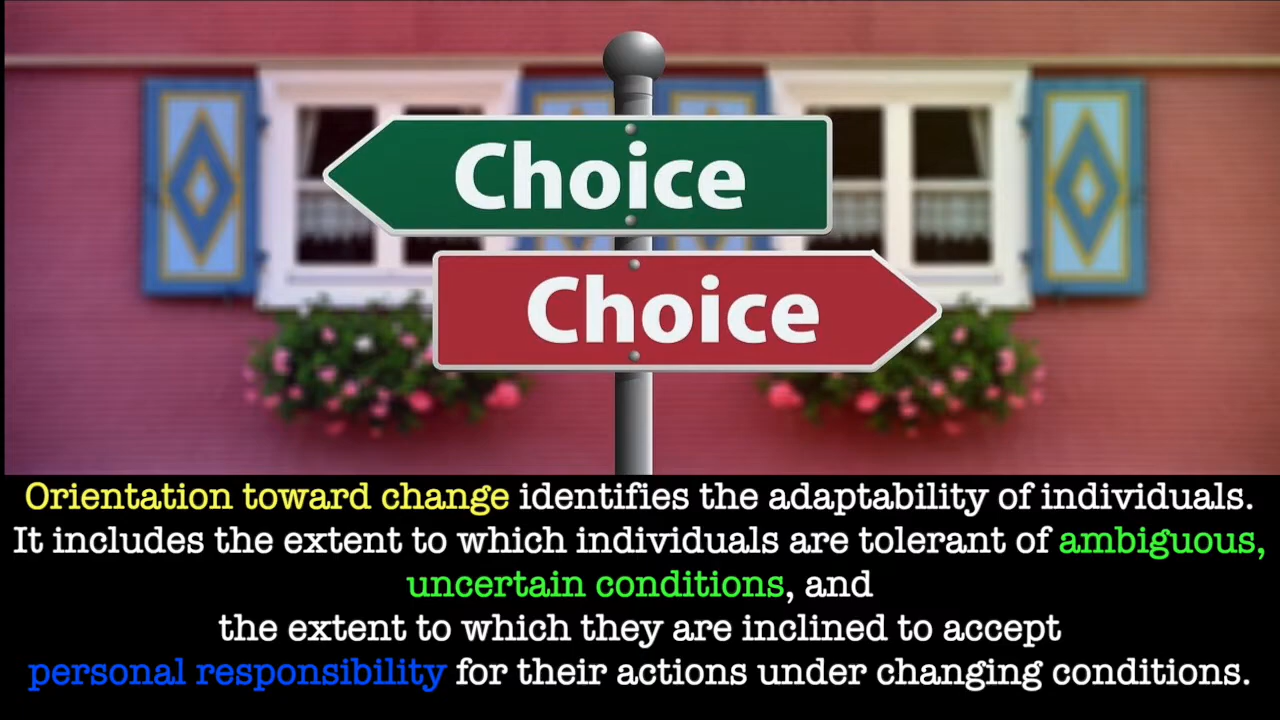 Choice
Choice
Orientation toward change identifies the adaptability of individuals.
It includes the extent to which individuals are tolerant of ambiguous,
uncertain conditions, and
the extent to which they are inclined to accept
personal responsibility for their actions under changing conditions.